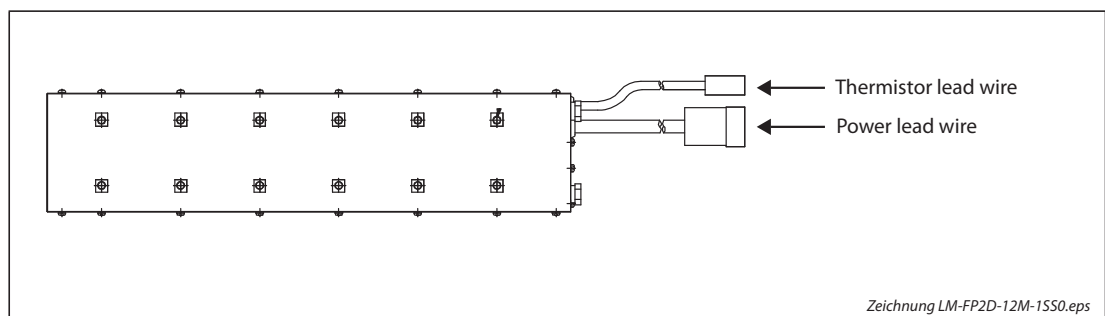 Thermistor lead wire
Power lead wire
Zeichnung LM-FP2D-12M-1SS0.eps